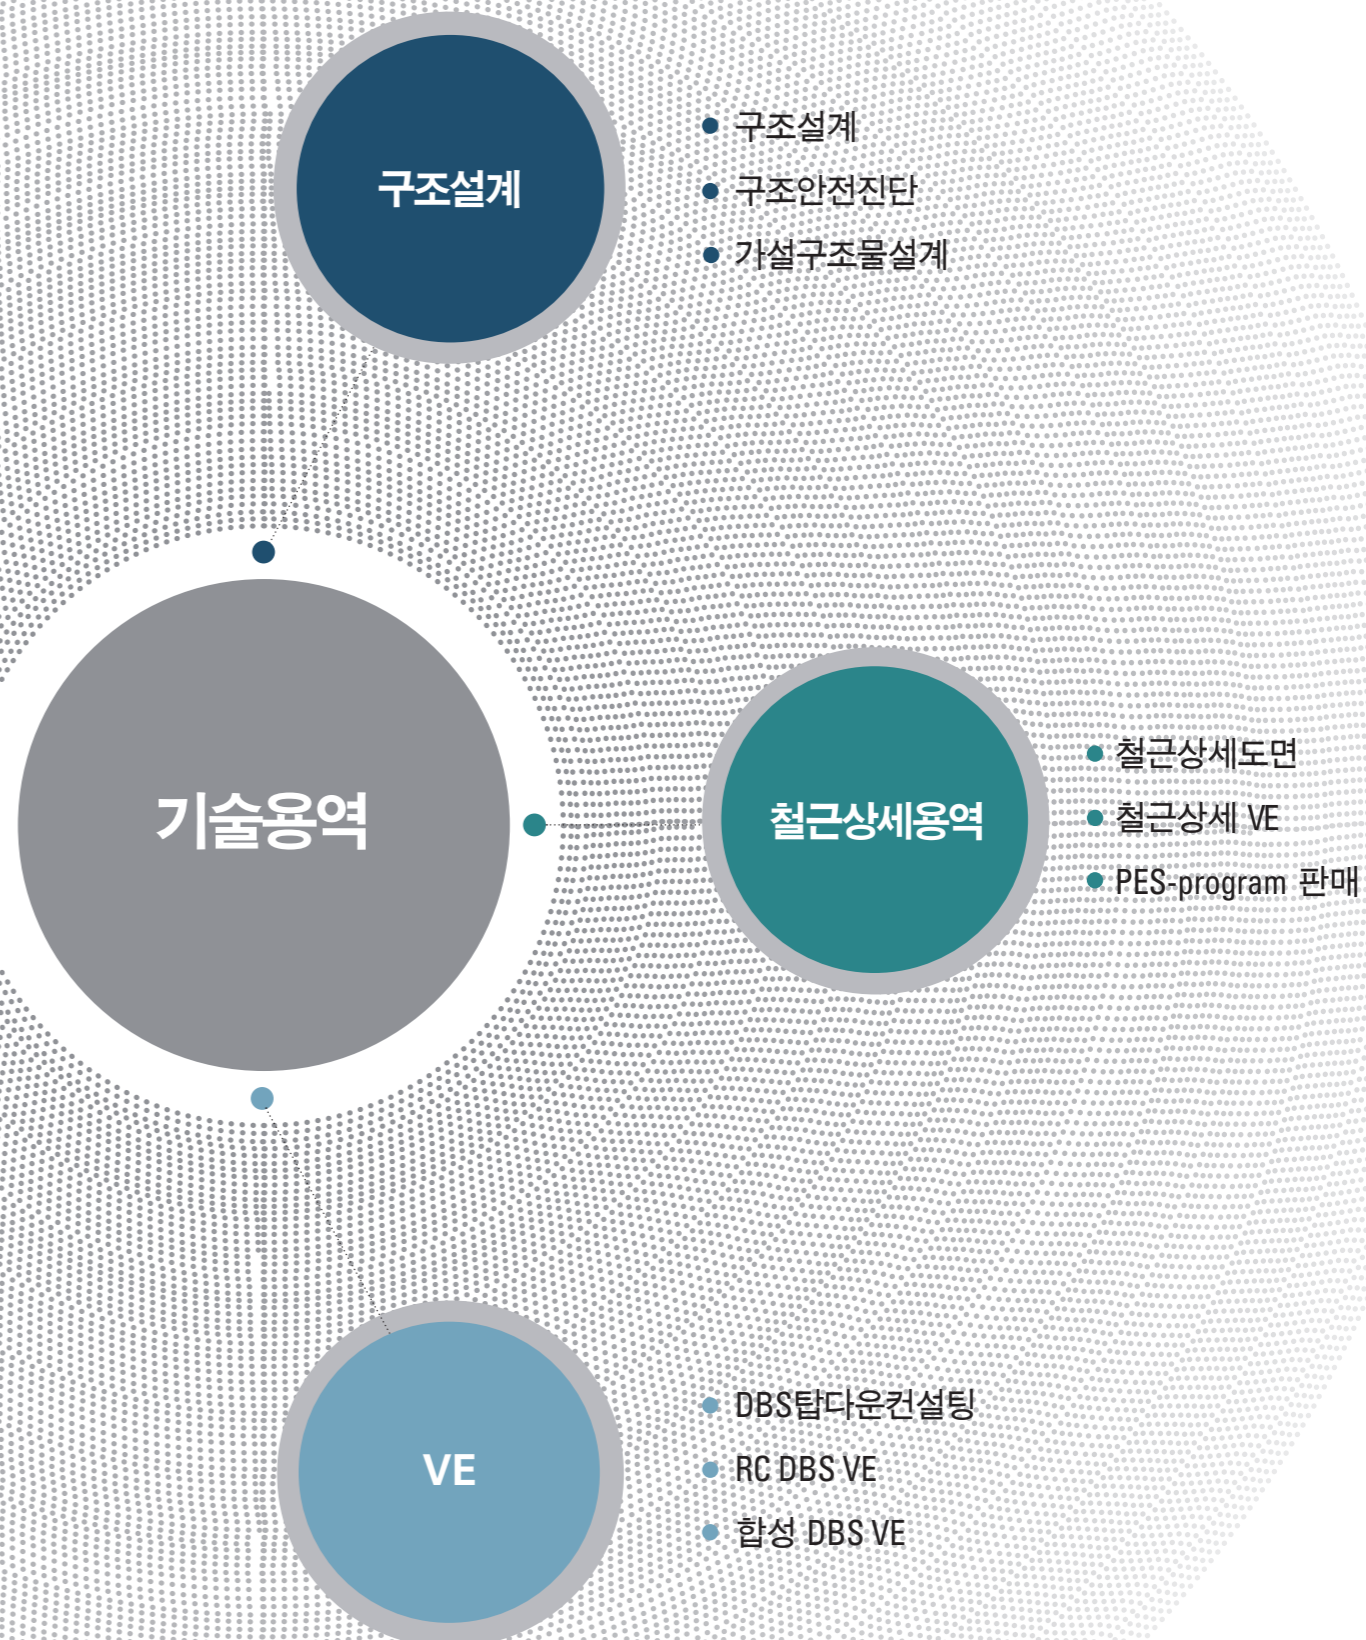 구조설계
구조설계
구조안전진단
가설구조물설계
기술용역
철근상세용역
철근상세도면
철근상세 VE
PES-program 판매
VE
DBS탑다운컨설팅
RC DBS VE
합성 DBS VE